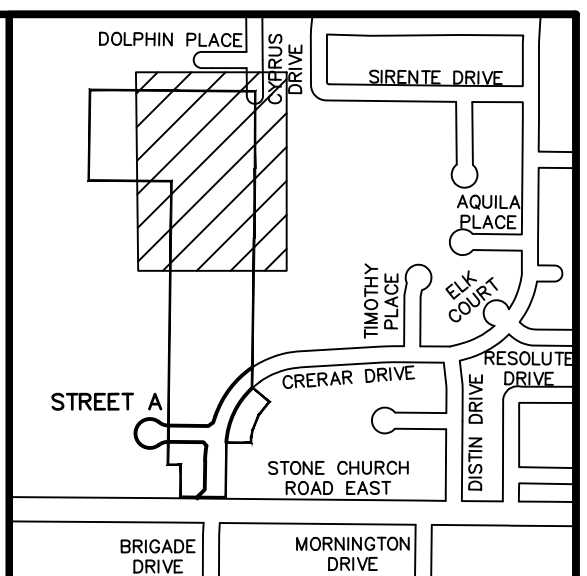 DOLPHIN PLACE
CYPRUS
DRIVE
SIRENTE DRIVE
AQUILA
PLACE
TIMOTHY
PLACE
ELK
COURT
RESOLUTE
DRIVE
CRERAR DRIVE
STREET A
DISTIN DRIVE
STONE CHURCH
ROAD EAST
BRIGADE
DRIVE
MORNINGTON
DRIVE